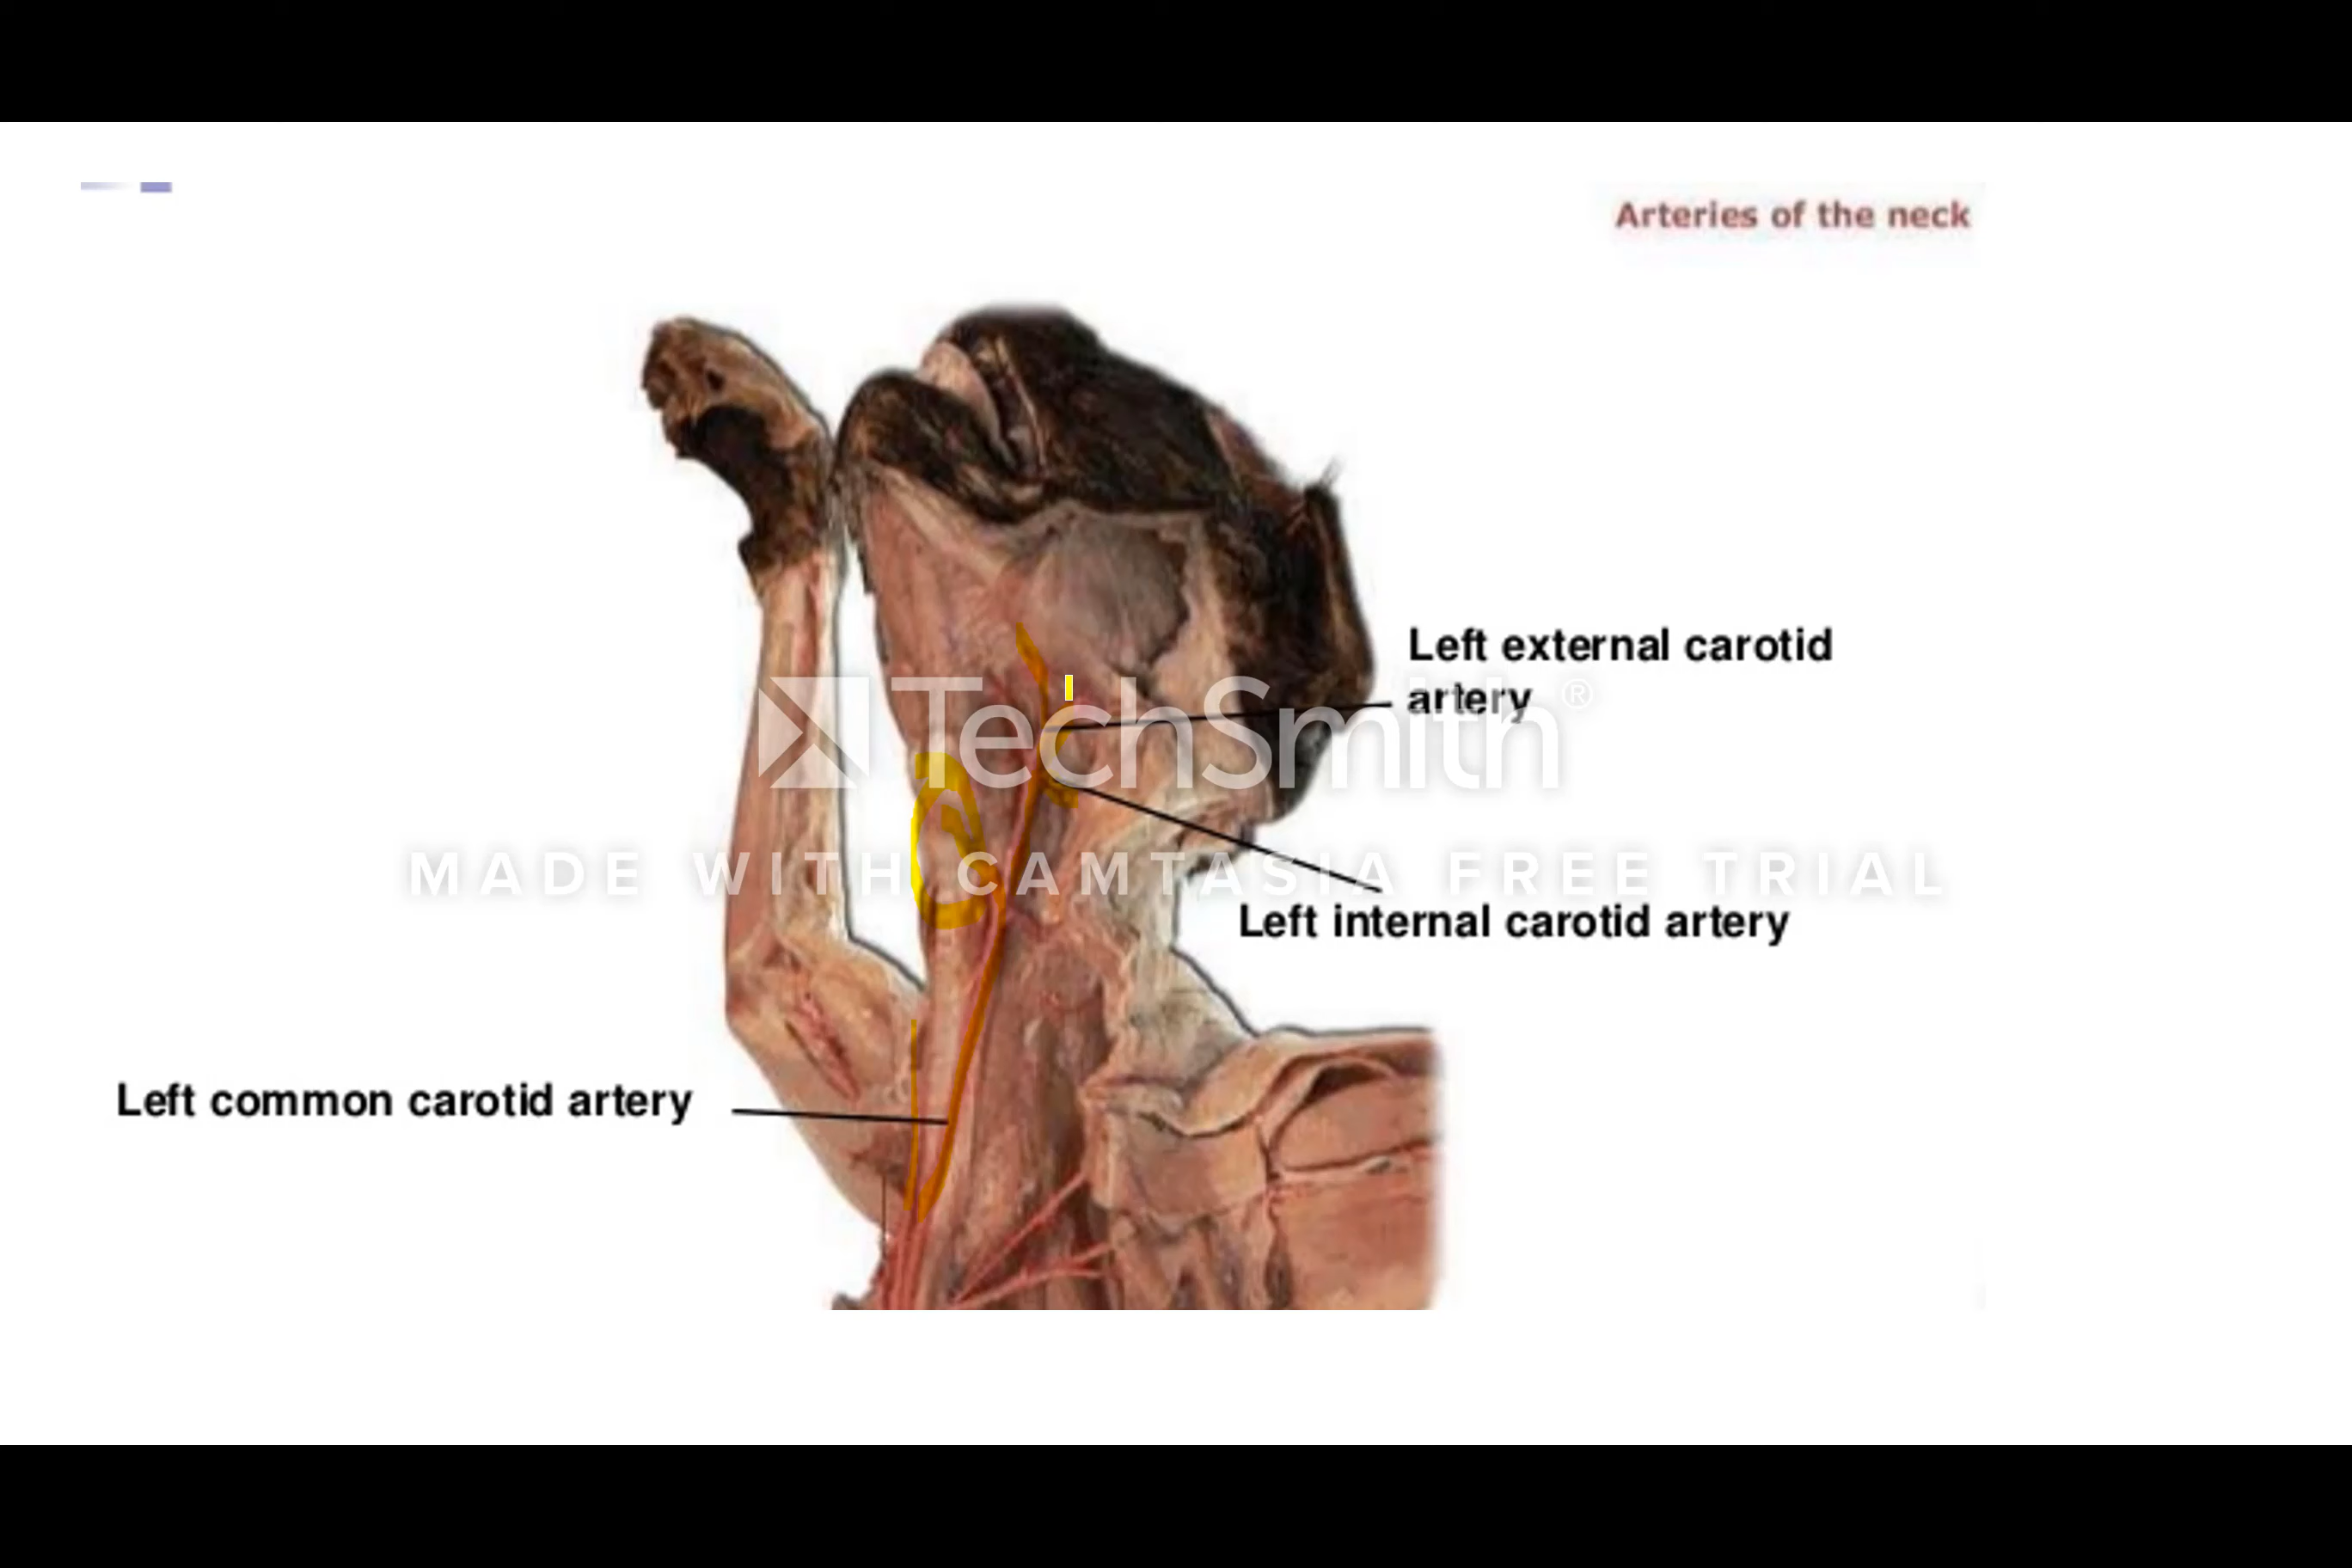 Arteries of the neck
Left external carotid
artery
TechSmith®
MADE WITH CAMTASIA FREE TRIAL
Left internal carotid artery
Left common carotid artery